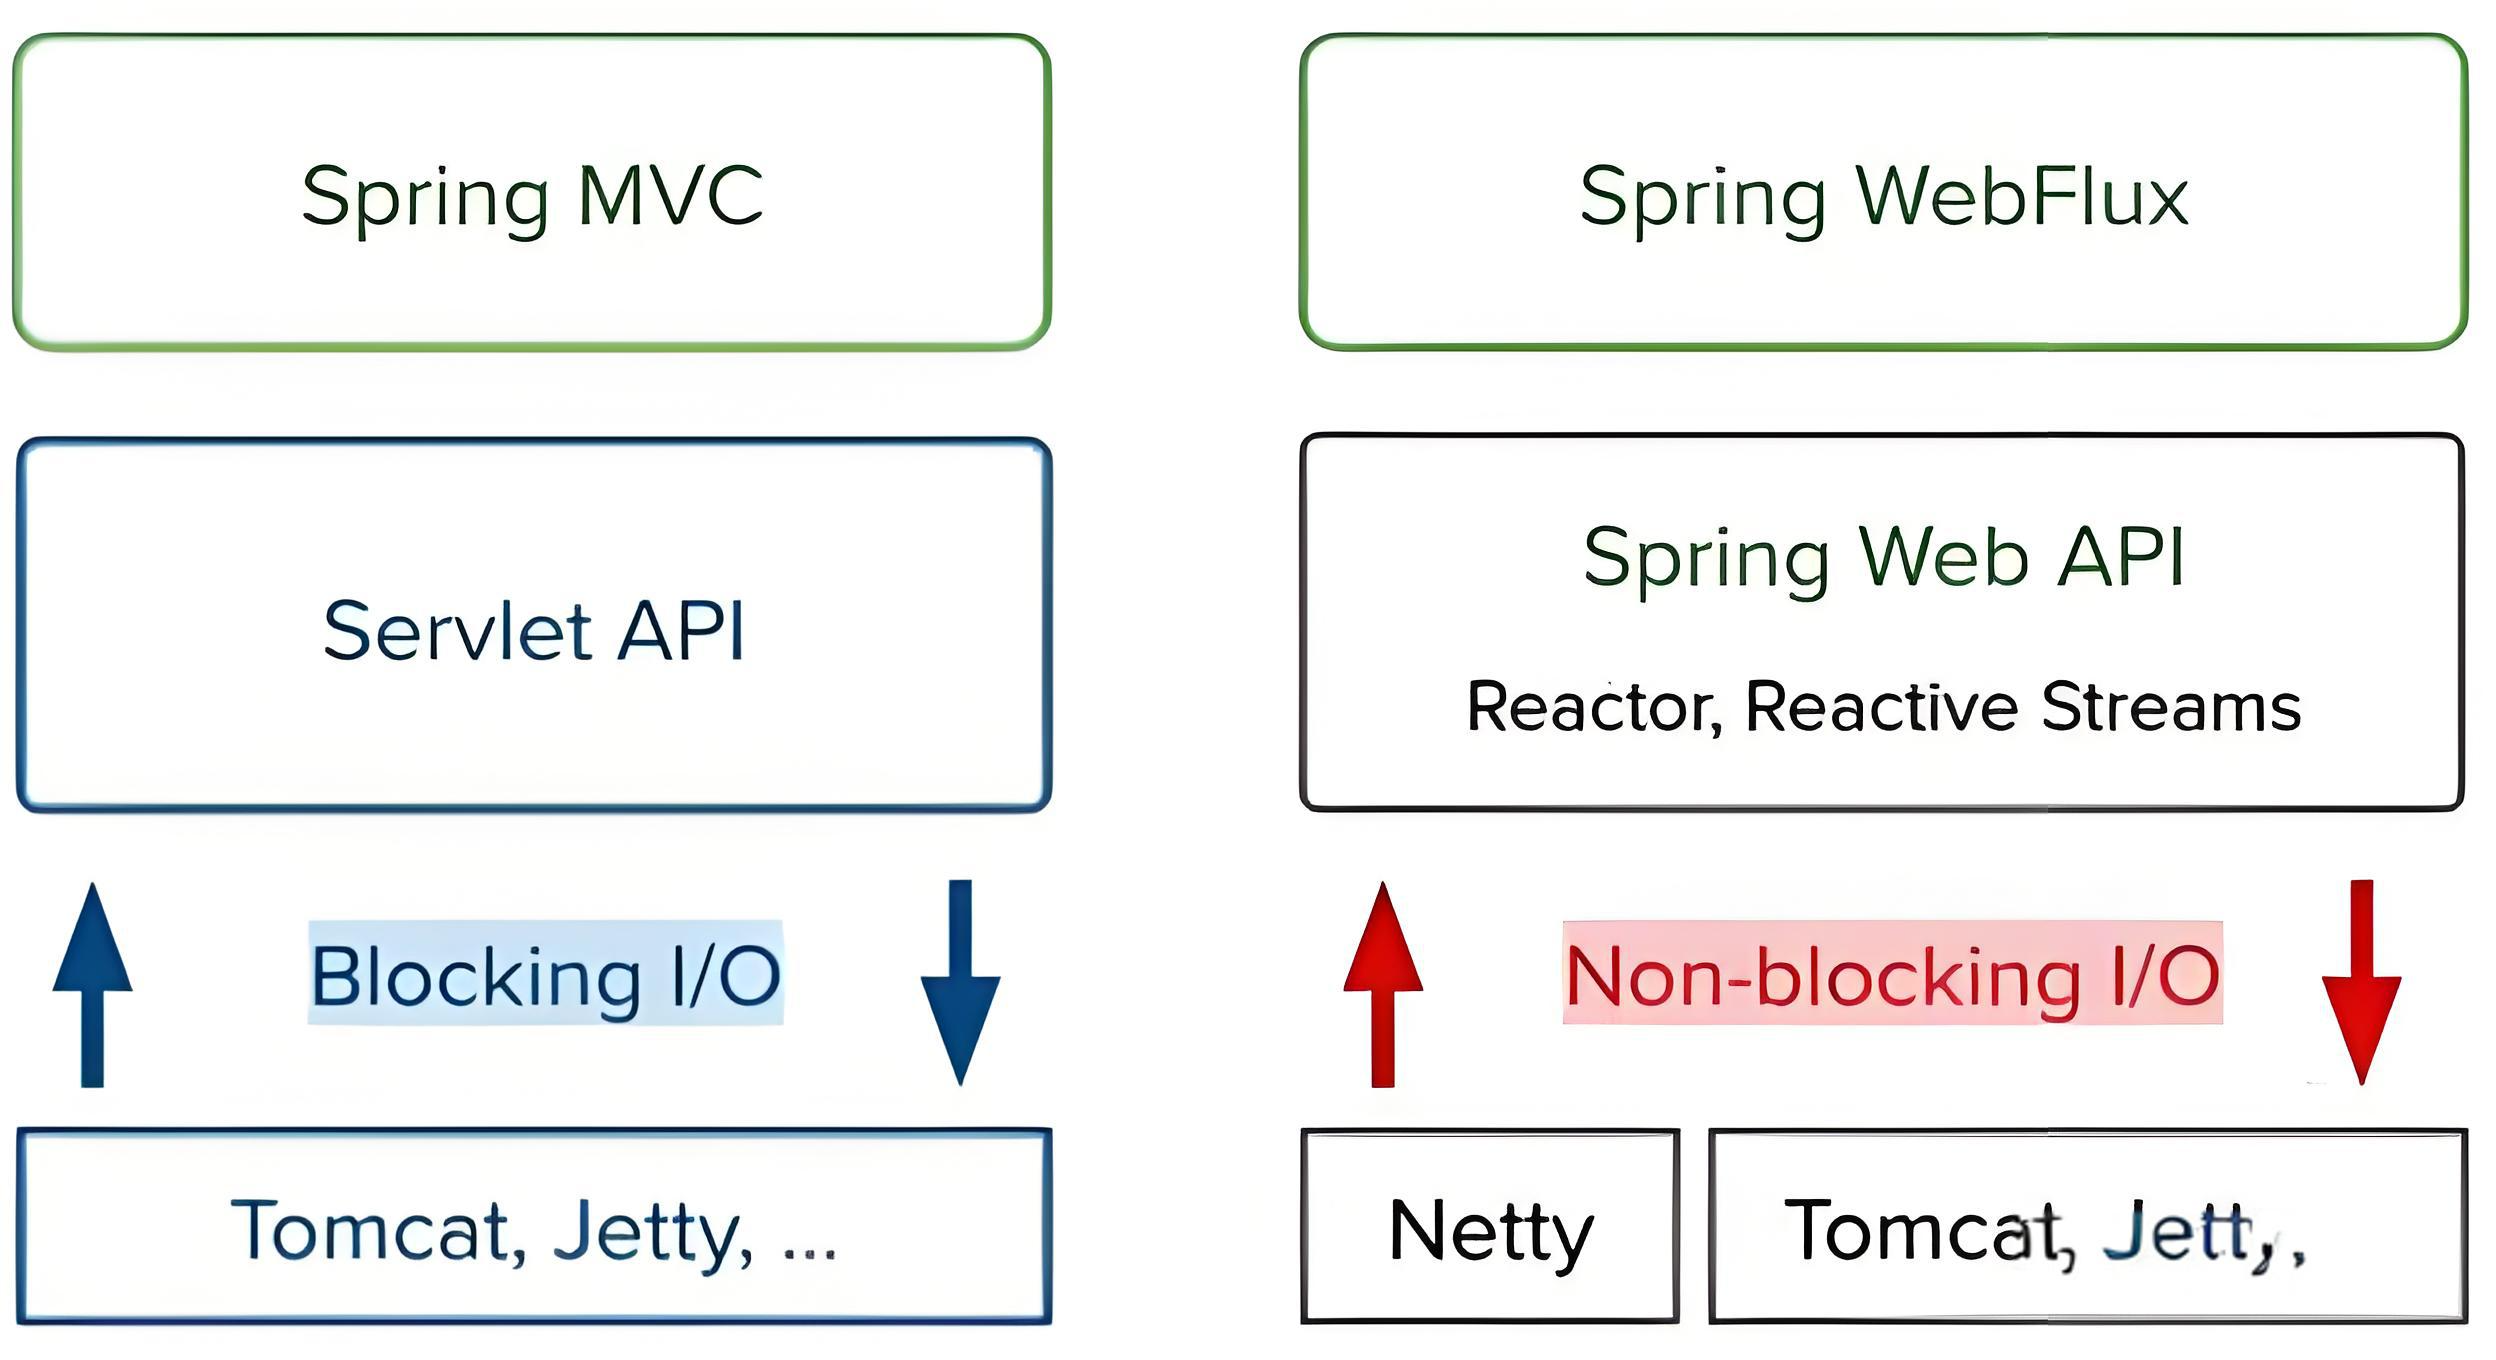 Spring MVC
Servlet API
Blocking I/O
Tomcat, Jetty, ...
Spring WebFlux
Spring Web API
Reactor, Reactive Streams
Non-blocking I/O
Netty
Tomcat,